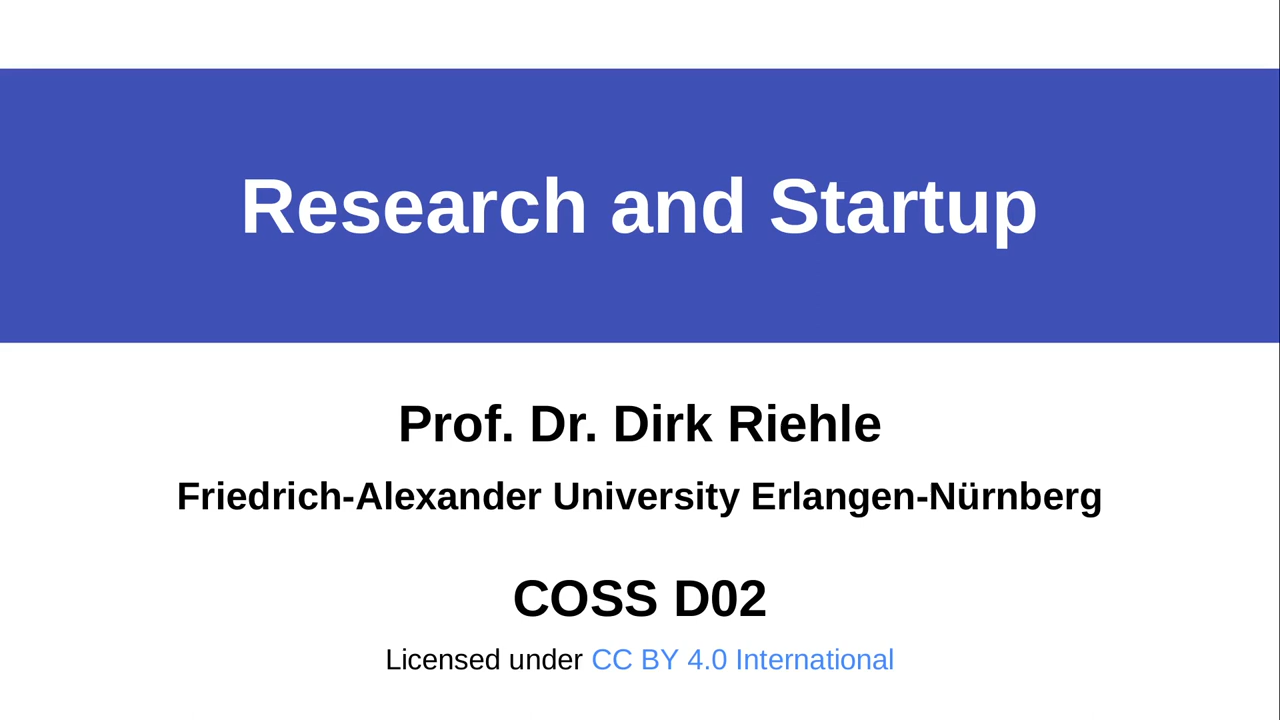 Research and Startup
Prof. Dr. Dirk Riehle
Friedrich-Alexander University Erlangen-Nürnberg
COSS D02
Licensed under CC BY 4.0 International